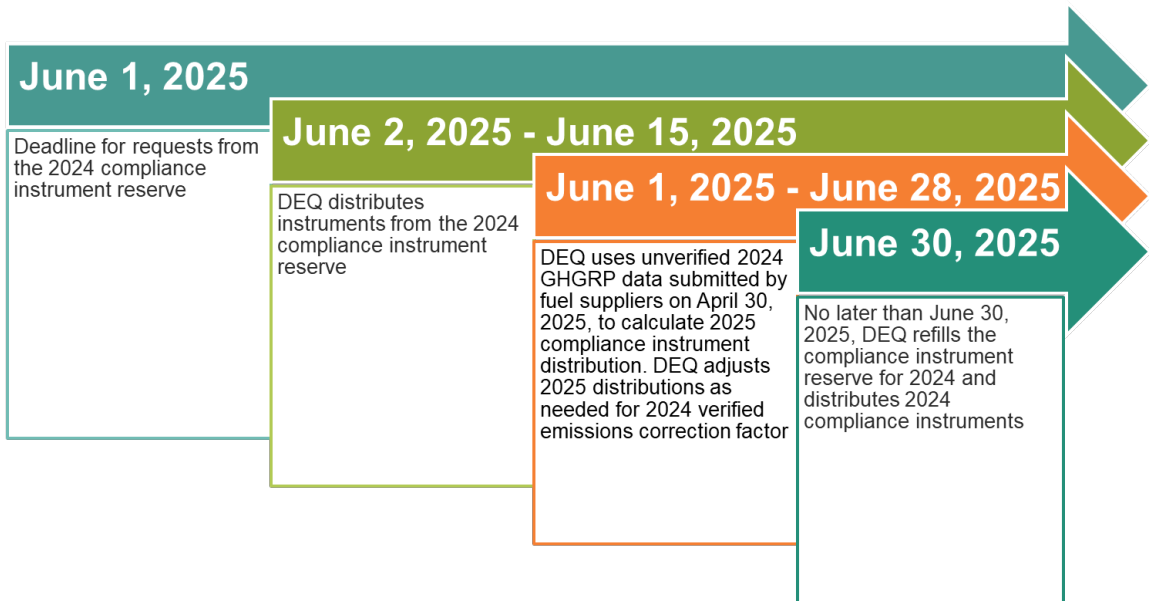 June 1, 2025
Deadline for requests from
the 2024 compliance
instrument reserve
June 2, 2025 - June 15, 2025
DEQ distributes
instruments from the 2024
compliance instrument
reserve
June 1, 2025 - June 28, 2025
DEQ uses unverified 2024
GHGRP data submitted by
fuel suppliers on April 30,
2025, to calculate 2025
compliance instrument
distribution. DEQ adjusts
2025 distributions as
needed for 2024 verified
emissions correction factor
June 30, 2025
No later than June 30,
2025, DEQ refills the
compliance instrument
reserve for 2024 and
distributes 2024
compliance instruments